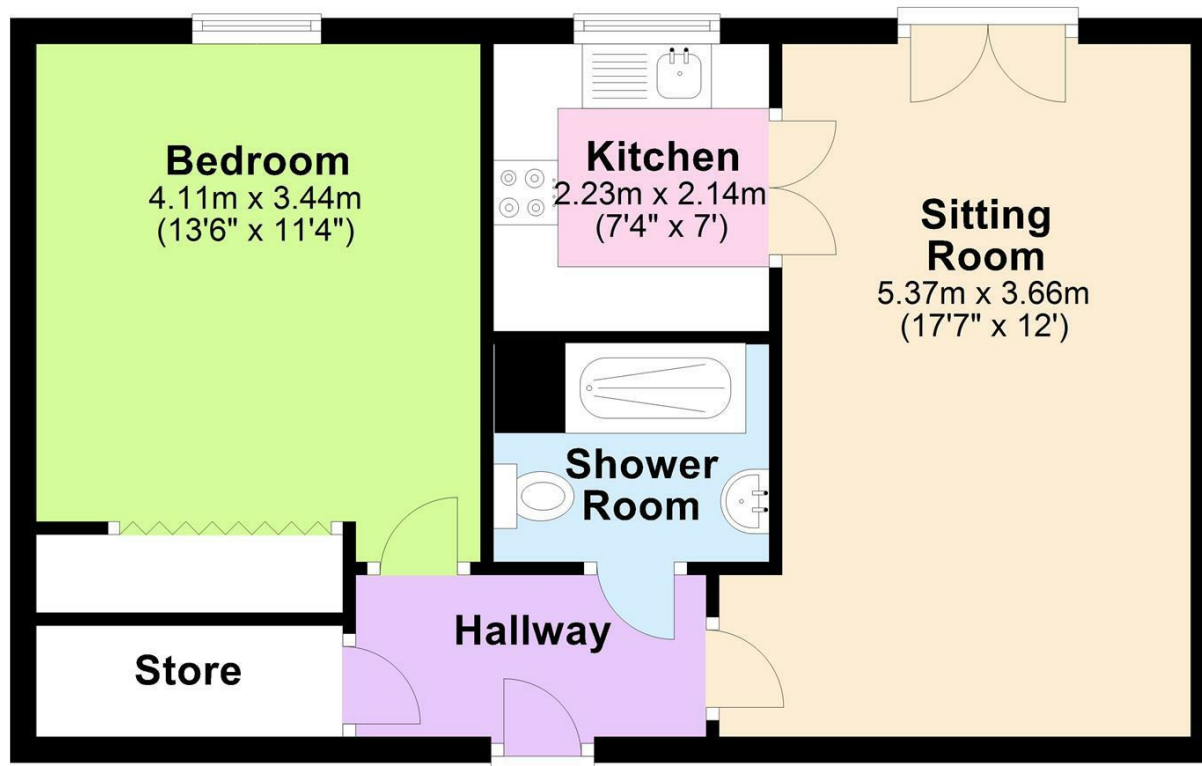 Bedroom
4.11m x 3.44m
(13'6" x 11'4")
Kitchen
2.23m x 2.14m
(7'4" x 7')
Sitting
Room
5.37m x 3.66m
(17'7" x 12')
Shower
Room
Hallway
Store